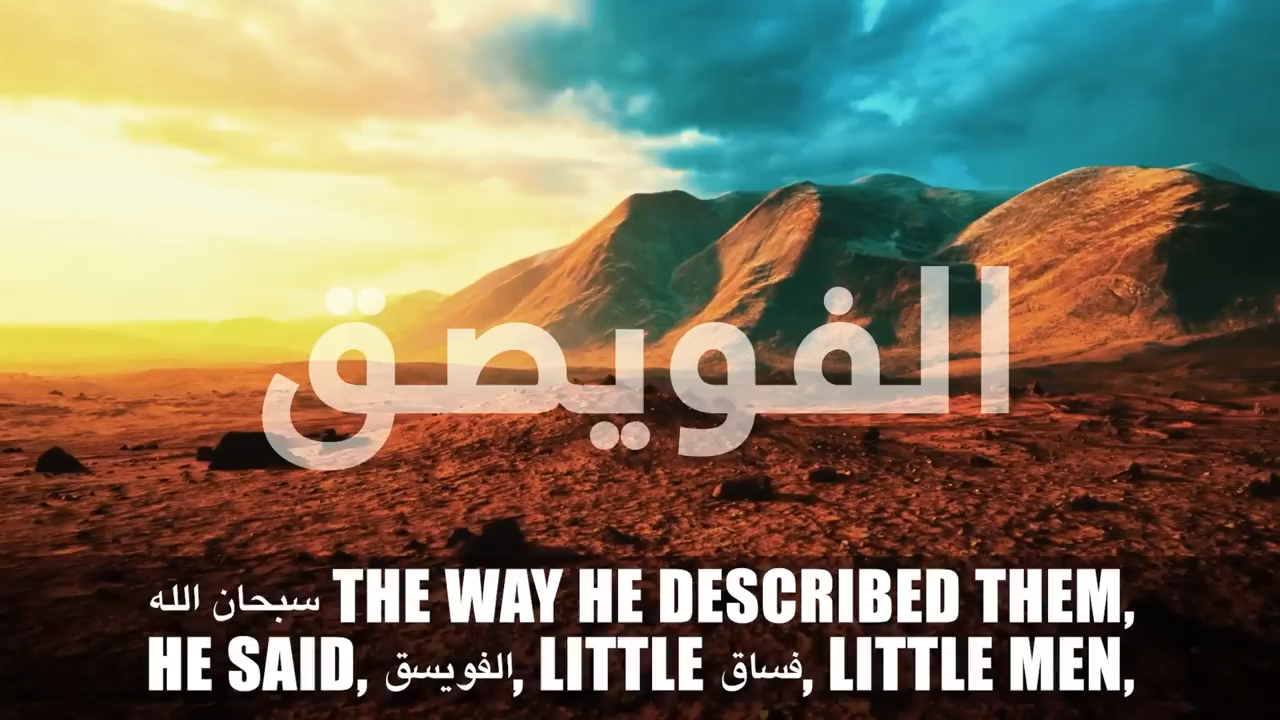 الفويصق
سبحان الله THE WAY HE DESCRIBED THEM,
HE SAID, الفويسق, LITTLE فساق, LITTLE MEN,